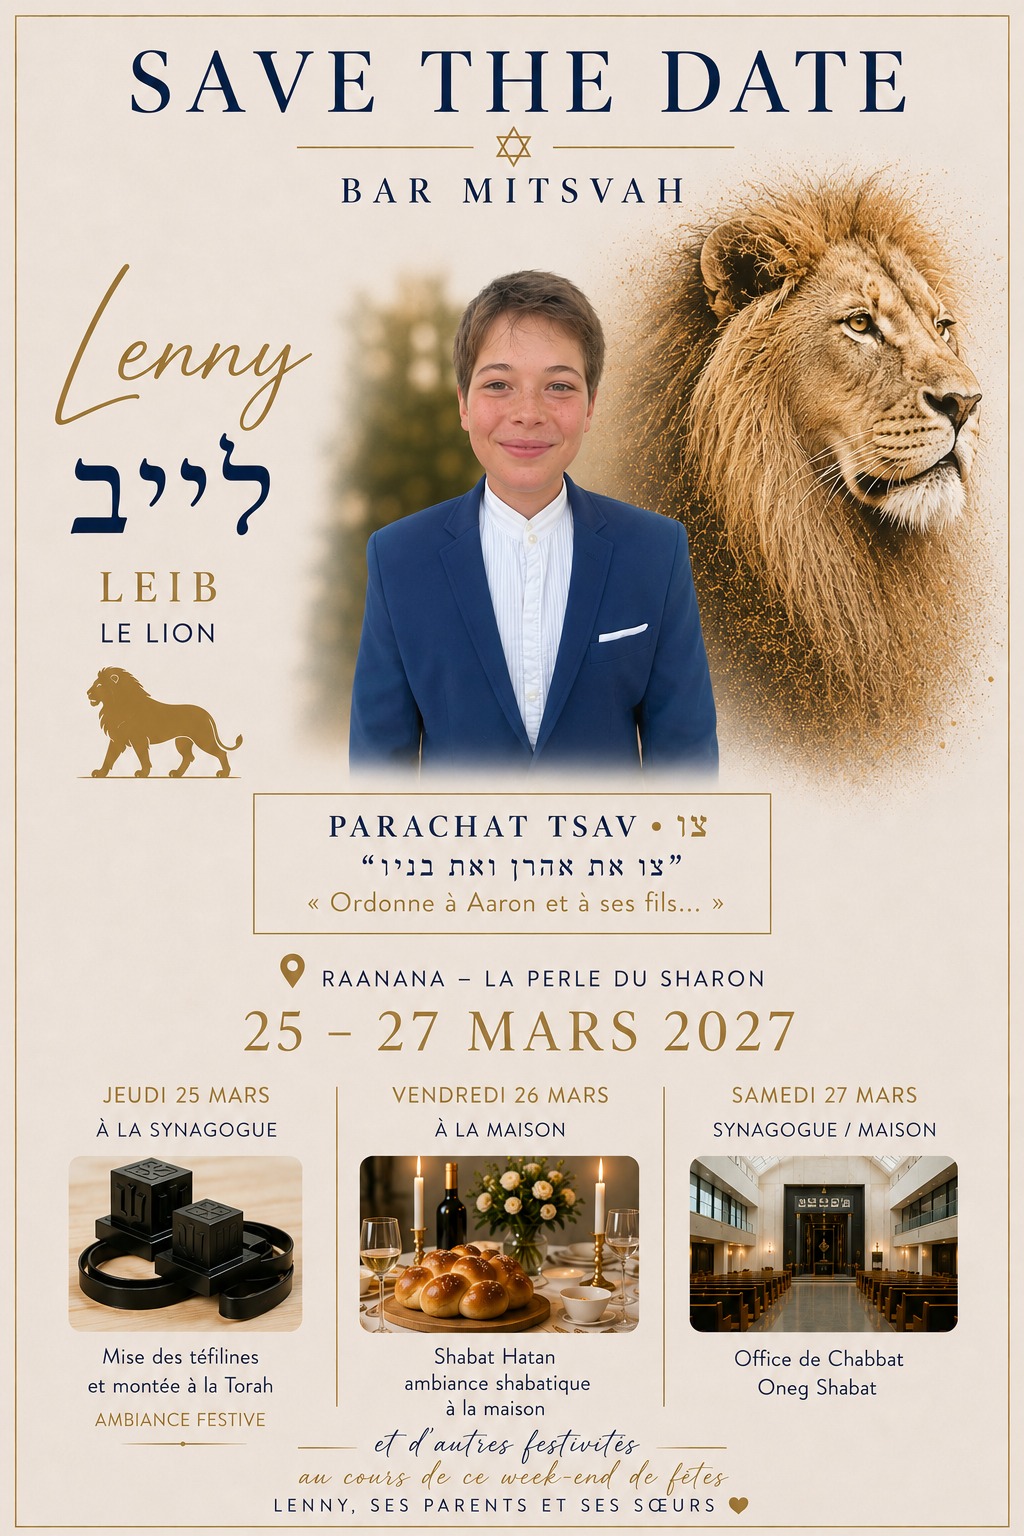 SAVE THE DATE
BAR MITSVAH
Lenny
לייב
LEIB
LE LION
PARACHAT TSAV • צו
"צו את אהרן ואת בניו"
« Ordonne à Aaron et à ses fils... »
RAANANA – LA PERLE DU SHARON
25 – 27 MARS 2027
JEUDI 25 MARS
À LA SYNAGOGUE
Mise des téfilines
et montée à la Torah
AMBIANCE FESTIVE
VENDREDI 26 MARS
À LA MAISON
Shabat Hatan
ambiance shabatique
à la maison
SAMEDI 27 MARS
SYNAGOGUE / MAISON
Office de Chabbat
Oneg Shabat
et d'autres festivités
au cours de ce week-end de fêtes
LENNY, SES PARENTS ET SES SŒURS